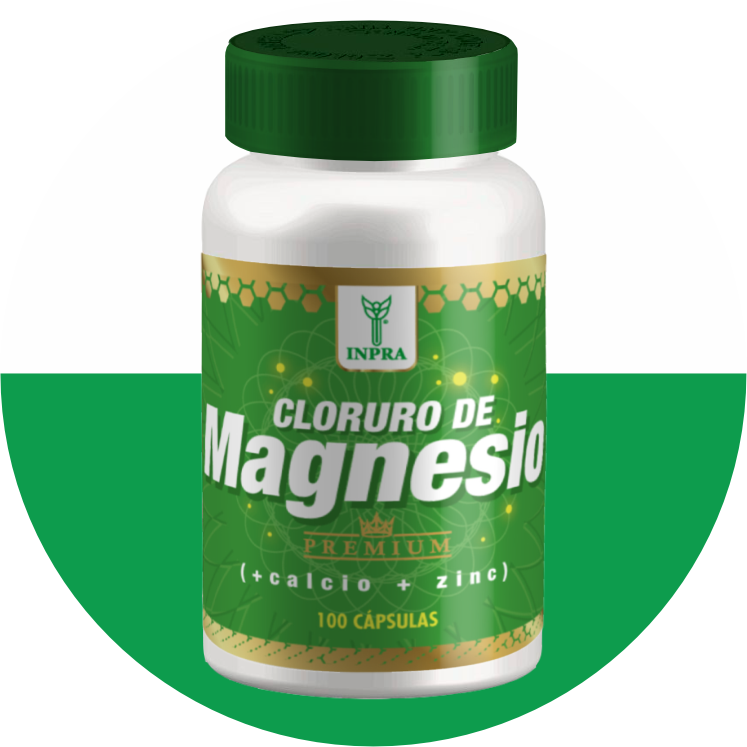 INPRA
CLORURO DE
Magnesio
PREMIUM
(+calcio + zinc)
100 CÁPSULAS